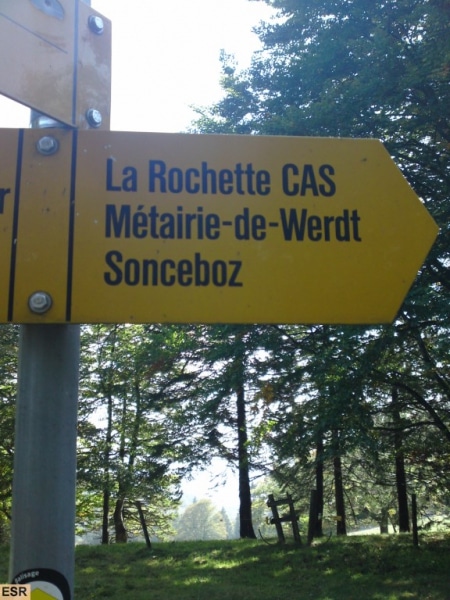 r
La Rochette CAS
Métairie-de-Werdt
Sonceboz
ESR